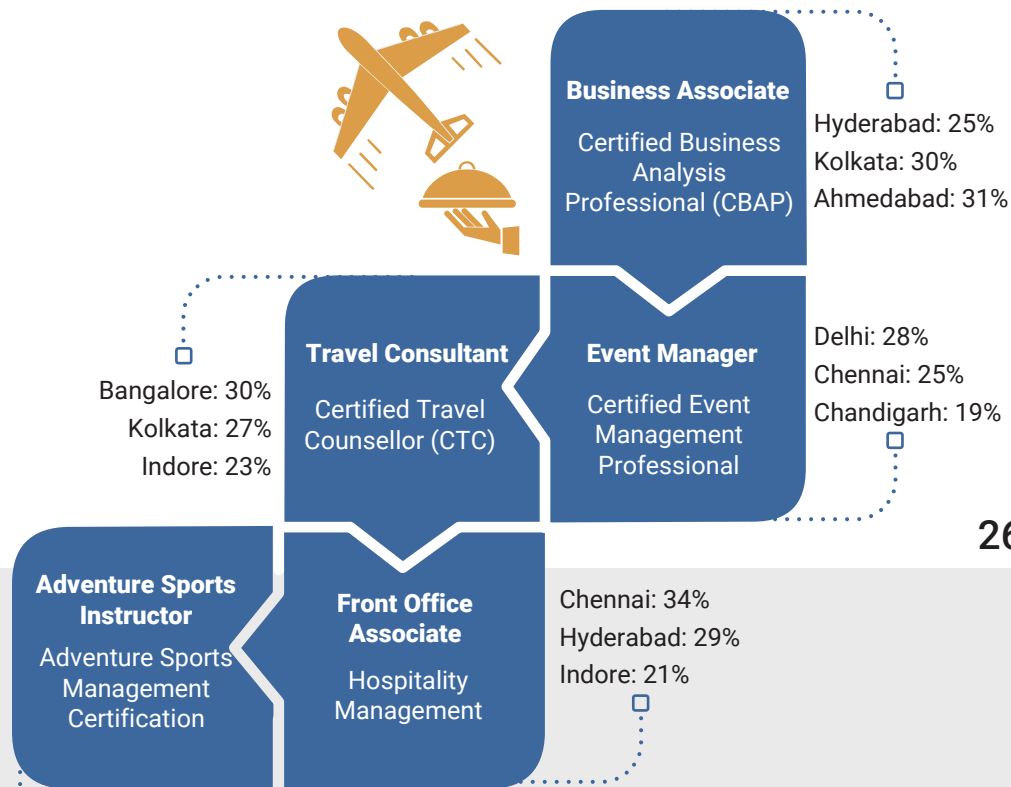 Business Associate
Certified Business
Analysis
Professional (CBAP)
Hyderabad: 25%
Kolkata: 30%
Ahmedabad: 31%
Travel Consultant
Certified Travel
Counsellor (CTC)
Bangalore: 30%
Kolkata: 27%
Indore: 23%
Event Manager
Certified Event
Management
Professional
Delhi: 28%
Chennai: 25%
Chandigarh: 19%
26
Adventure Sports
Instructor
Adventure Sports
Management
Certification
Front Office
Associate
Hospitality
Management
Chennai: 34%
Hyderabad: 29%
Indore: 21%